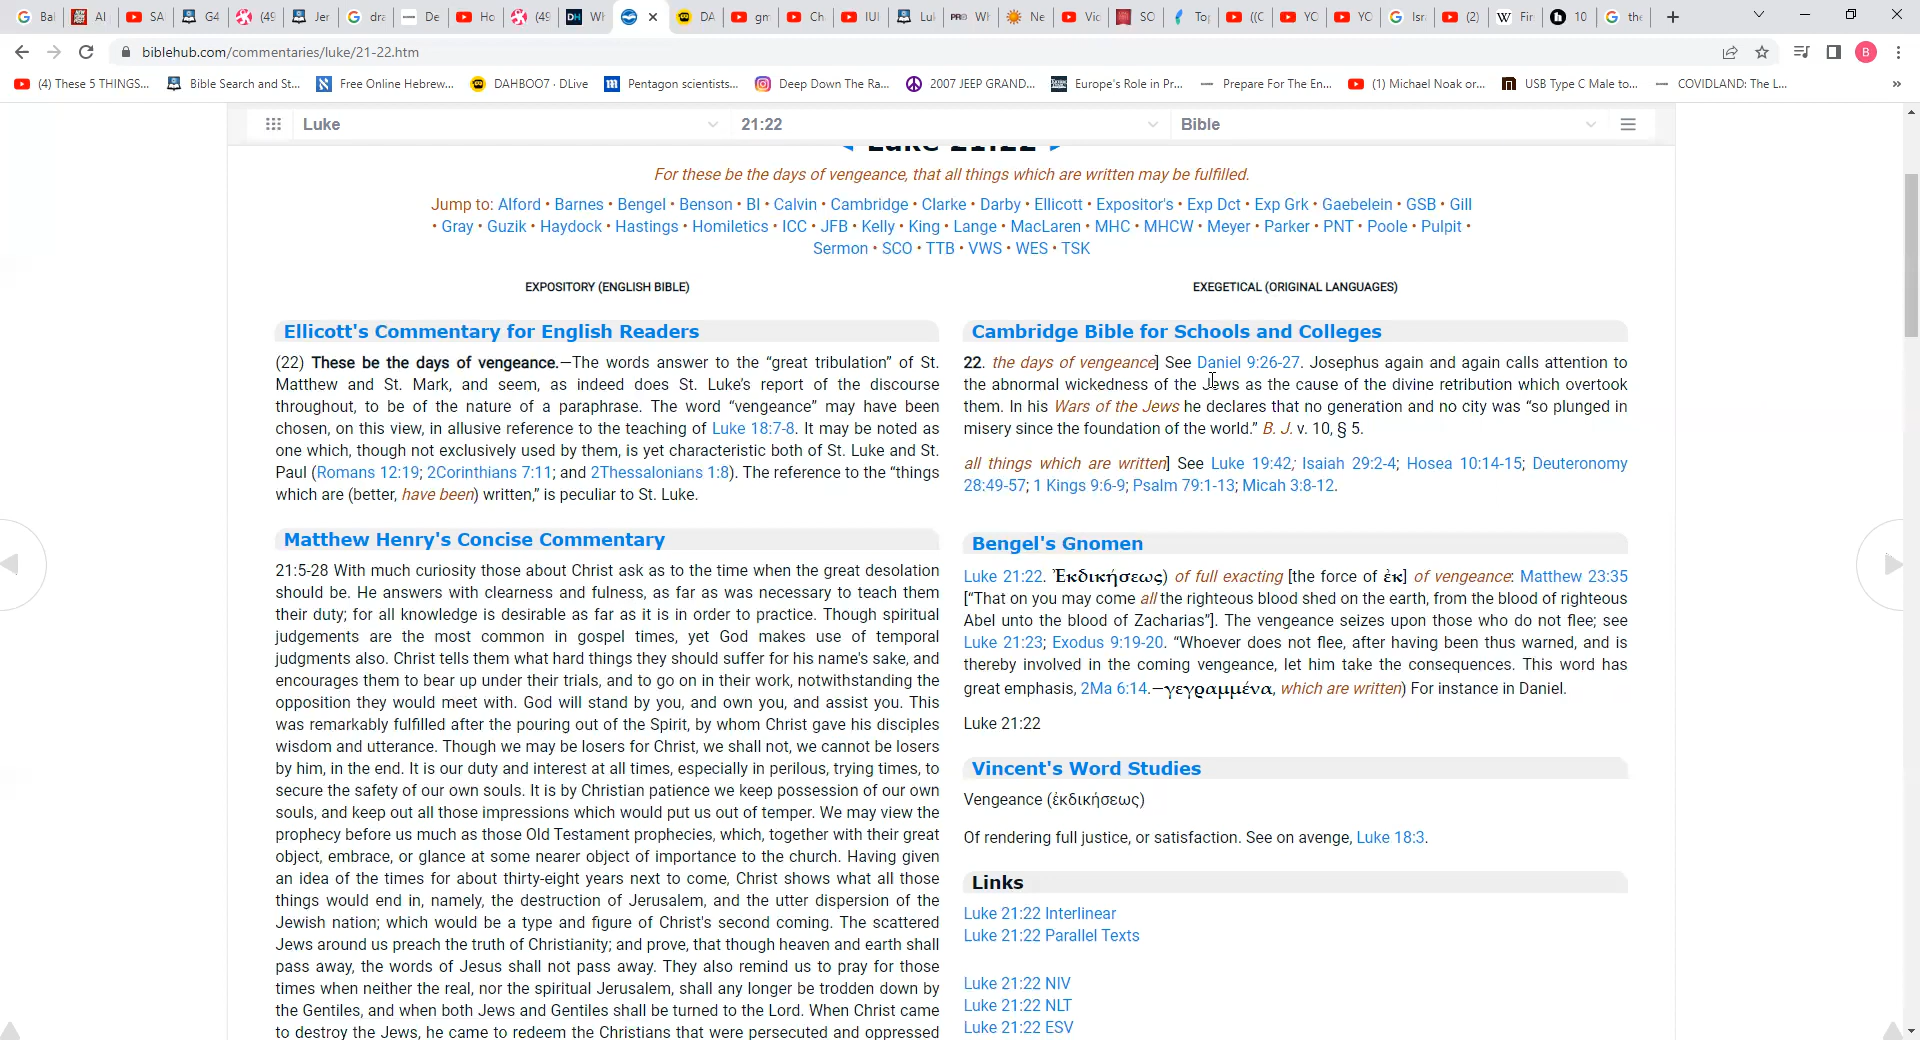 Bal
AI
SA
G4
(49
Jer
dra
De
Ho
(49
Wh
DA
gm
Ch
IUI
Lul
PRO Wh
Ne
Vic
SC
To
((C
YC
YC
Isr
(2)
Fir
10
the
biblehub.com/commentaries/luke/21-22.htm
B
(4) These 5 THINGS... Bible Search and St... Free Online Hebrew... DAHBOO7 · DLive Pentagon scientists... Deep Down The Ra... 2007 JEEP GRAND... Europe's Role in Pr... Prepare For The En... (1) Michael Noak or... USB Type C Male to... COVIDLAND: The L... »
Luke 21:22 Bible
Luke 21:22
For these be the days of vengeance, that all things which are written may be fulfilled.
Jump to: Alford • Barnes • Bengel • Benson • BI • Calvin • Cambridge • Clarke • Darby • Ellicott • Expositor's • Exp Dct • Exp Grk • Gaebelein • GSB • Gill
• Gray • Guzik • Haydock • Hastings • Homiletics • ICC • JFB • Kelly • King • Lange • MacLaren • MHC • MHCW • Meyer • Parker • PNT • Poole • Pulpit •
Sermon • SCO • TTB • VWS • WES • TSK
EXPOSITORY (ENGLISH BIBLE)
Ellicott's Commentary for English Readers
(22) These be the days of vengeance.—The words answer to the “great tribulation” of St.
Matthew and St. Mark, and seem, as indeed does St. Luke’s report of the discourse
throughout, to be of the nature of a paraphrase. The word “vengeance” may have been
chosen, on this view, in allusive reference to the teaching of Luke 18:7-8. It may be noted as
one which, though not exclusively used by them, is yet characteristic both of St. Luke and St.
Paul (Romans 12:19; 2Corinthians 7:11; and 2Thessalonians 1:8). The reference to the “things
which are (better, have been) written,” is peculiar to St. Luke.
Matthew Henry's Concise Commentary
21:5-28 With much curiosity those about Christ ask as to the time when the great desolation
should be. He answers with clearness and fulness, as far as was necessary to teach them
their duty; for all knowledge is desirable as far as it is in order to practice. Though spiritual
judgements are the most common in gospel times, yet God makes use of temporal
judgments also. Christ tells them what hard things they should suffer for his name's sake, and
encourages them to bear up under their trials, and to go on in their work, notwithstanding the
opposition they would meet with. God will stand by you, and own you, and assist you. This
was remarkably fulfilled after the pouring out of the Spirit, by whom Christ gave his disciples
wisdom and utterance. Though we may be losers for Christ, we shall not, we cannot be losers
by him, in the end. It is our duty and interest at all times, especially in perilous, trying times, to
secure the safety of our own souls. It is by Christian patience we keep possession of our own
souls, and keep out all those impressions which would put us out of temper. We may view the
prophecy before us much as those Old Testament prophecies, which, together with their great
object, embrace, or glance at some nearer object of importance to the church. Having given
an idea of the times for about thirty-eight years next to come, Christ shows what all those
things would end in, namely, the destruction of Jerusalem, and the utter dispersion of the
Jewish nation; which would be a type and figure of Christ's second coming. The scattered
Jews around us preach the truth of Christianity; and prove, that though heaven and earth shall
pass away, the words of Jesus shall not pass away. They also remind us to pray for those
times when neither the real, nor the spiritual Jerusalem, shall any longer be trodden down by
the Gentiles, and when both Jews and Gentiles shall be turned to the Lord. When Christ came
to destroy the Jews, he came to redeem the Christians that were persecuted and oppressed
EXEGETICAL (ORIGINAL LANGUAGES)
Cambridge Bible for Schools and Colleges
22. the days of vengeance] See Daniel 9:26-27. Josephus again and again calls attention to
the abnormal wickedness of the Jews as the cause of the divine retribution which overtook
them. In his Wars of the Jews he declares that no generation and no city was “so plunged in
misery since the foundation of the world.” B. J. v. 10, § 5.
all things which are written] See Luke 19:42; Isaiah 29:2-4; Hosea 10:14-15; Deuteronomy
28:49-57; 1 Kings 9:6-9; Psalm 79:1-13; Micah 3:8-12.
Bengel's Gnomen
Luke 21:22. Ἐκδικήσεως) of full exacting [the force of ἐκ] of vengeance: Matthew 23:35
[“That on you may come all the righteous blood shed on the earth, from the blood of righteous
Abel unto the blood of Zacharias”]. The vengeance seizes upon those who do not flee; see
Luke 21:23; Exodus 9:19-20. “Whoever does not flee, after having been thus warned, and is
thereby involved in the coming vengeance, let him take the consequences. This word has
great emphasis, 2Ma 6:14.—γεγραμμένα, which are written) For instance in Daniel.
Luke 21:22
Vincent's Word Studies
Vengeance (ἐκδικήσεως)
Of rendering full justice, or satisfaction. See on avenge, Luke 18:3.
Links
Luke 21:22 Interlinear
Luke 21:22 Parallel Texts
Luke 21:22 NIV
Luke 21:22 NLT
Luke 21:22 ESV